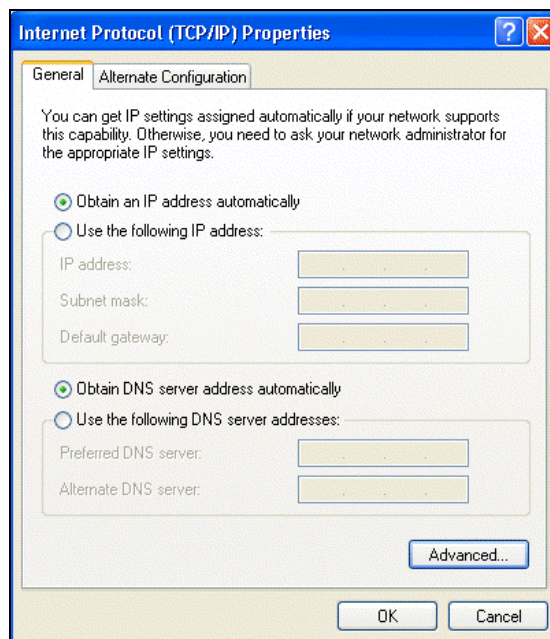 Internet Protocol (TCP/IP) Properties
General
Alternate Configuration
You can get IP settings assigned automatically if your network supports
this capability. Otherwise, you need to ask your network administrator for
the appropriate IP settings.
Obtain an IP address automatically
Use the following IP address:
IP address:
Subnet mask:
Default gateway:
Obtain DNS server address automatically
Use the following DNS server addresses:
Preferred DNS server:
Alternate DNS server:
Advanced...
OK
Cancel